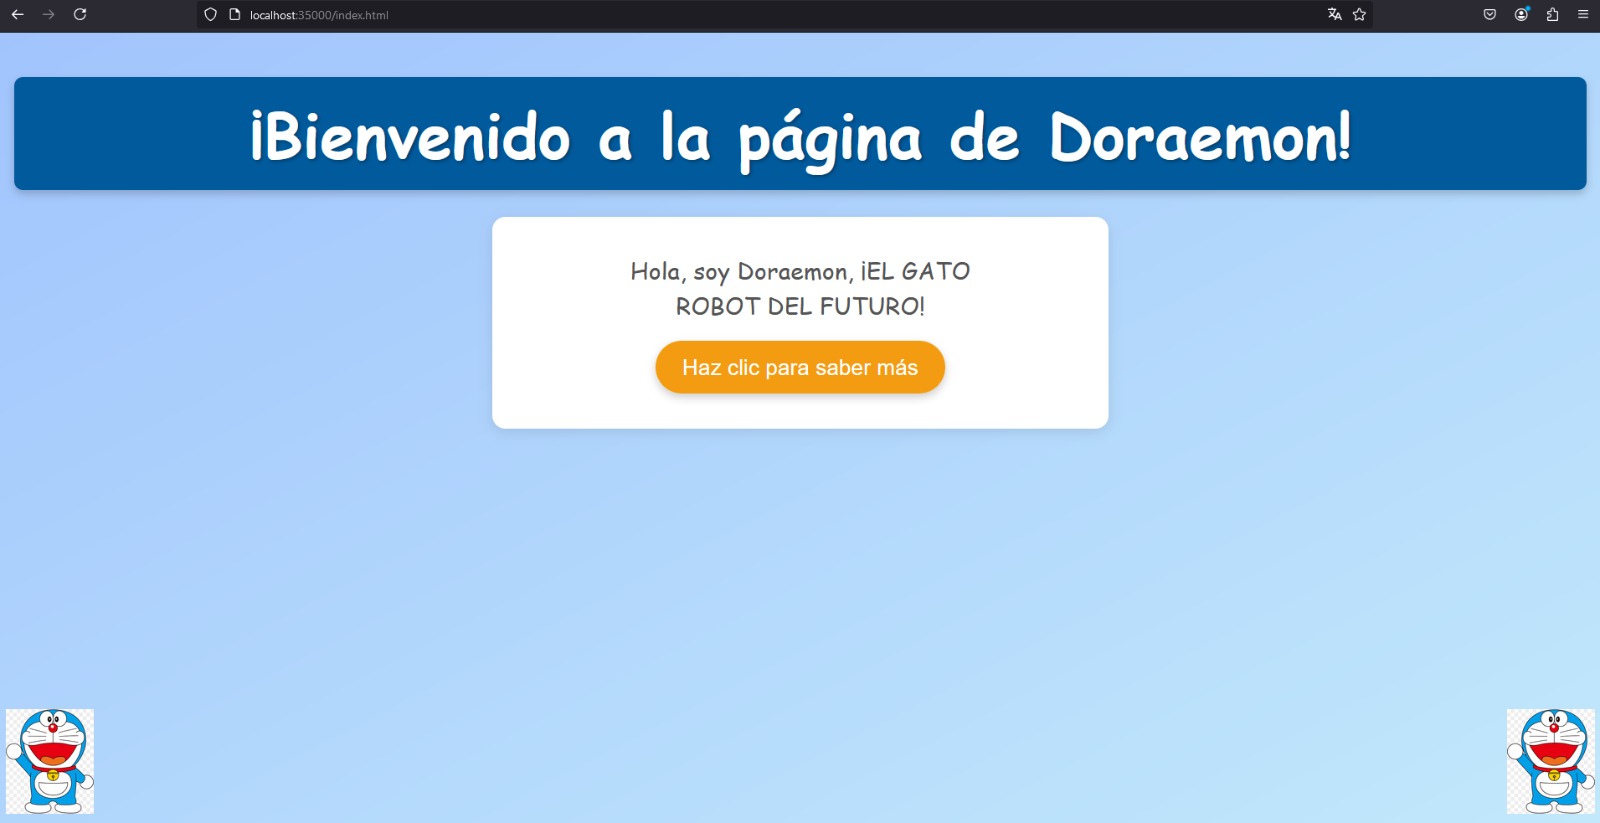 localhost:35000/index.html
¡Bienvenido a la página de Doraemon!
Hola, soy Doraemon, ¡EL GATO
ROBOT DEL FUTURO!
Haz clic para saber más